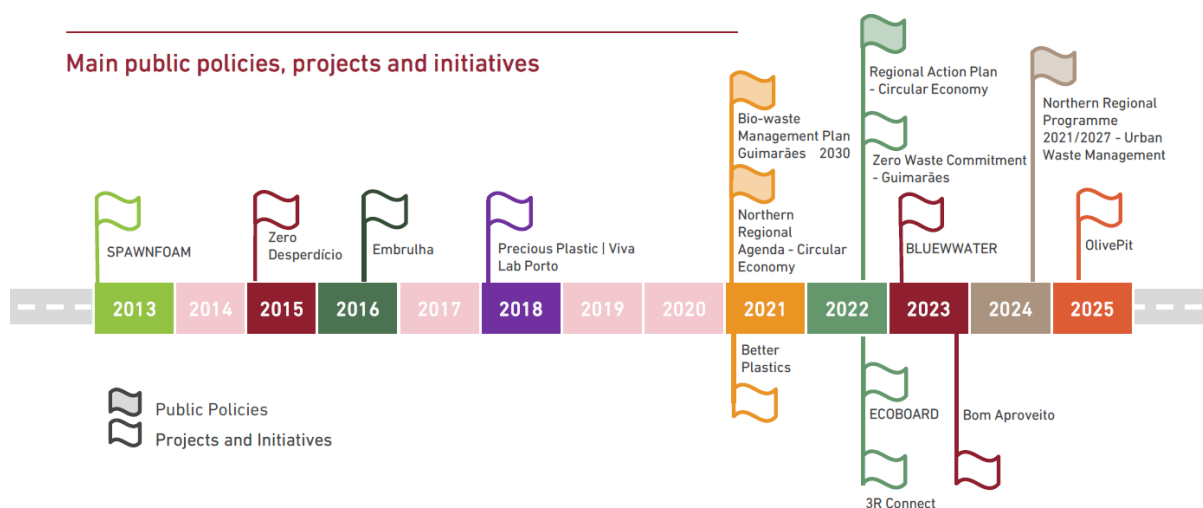 Main public policies, projects and initiatives
Regional Action Plan
- Circular Economy
Northern Regional
Programme
2021/2027 - Urban
Waste Management
Bio-waste
Management Plan
Guimarães 2030
Zero Waste Commitment
- Guimarães
SPAWNFOAM
Zero
Desperdício
Embrulha
Precious Plastic | Viva
Lab Porto
Northern
Regional
Agenda - Circular
Economy
BLUEWWATER
OlivePit
2013
2014
2015
2016
2017
2018
2019
2020
2021
2022
2023
2024
2025
Better
Plastics
Public Policies
Projects and Initiatives
ECOBOARD
Bom Aproveito
3R Connect